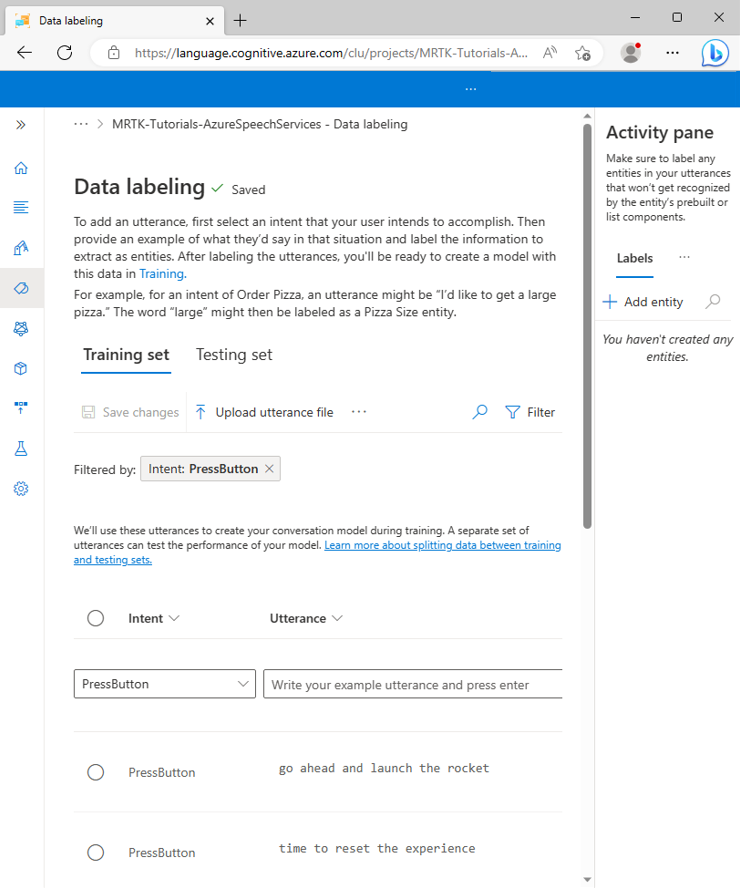 Data labeling
https://language.cognitive.azure.com/clu/projects/MRTK-Tutorials-A...
...
... > MRTK-Tutorials-AzureSpeechServices - Data labeling
Data labeling Saved
To add an utterance, first select an intent that your user intends to accomplish. Then
provide an example of what they'd say in that situation and label the information to
extract as entities. After labeling the utterances, you'll be ready to create a model with
this data in Training.
For example, for an intent of Order Pizza, an utterance might be “I'd like to get a large
pizza.” The word “large” might then be labeled as a Pizza Size entity.
Training set Testing set
Save changes Upload utterance file ... Filter
Filtered by: Intent: PressButton
We'll use these utterances to create your conversation model during training. A separate set of
utterances can test the performance of your model. Learn more about splitting data between training
and testing sets.
Intent Utterance
PressButton Write your example utterance and press enter
PressButton go ahead and launch the rocket
PressButton time to reset the experience
Activity pane
Make sure to label any
entities in your utterances
that won't get recognized
by the entity's prebuilt or
list components.
Labels ...
Add entity
You haven't created any
entities.